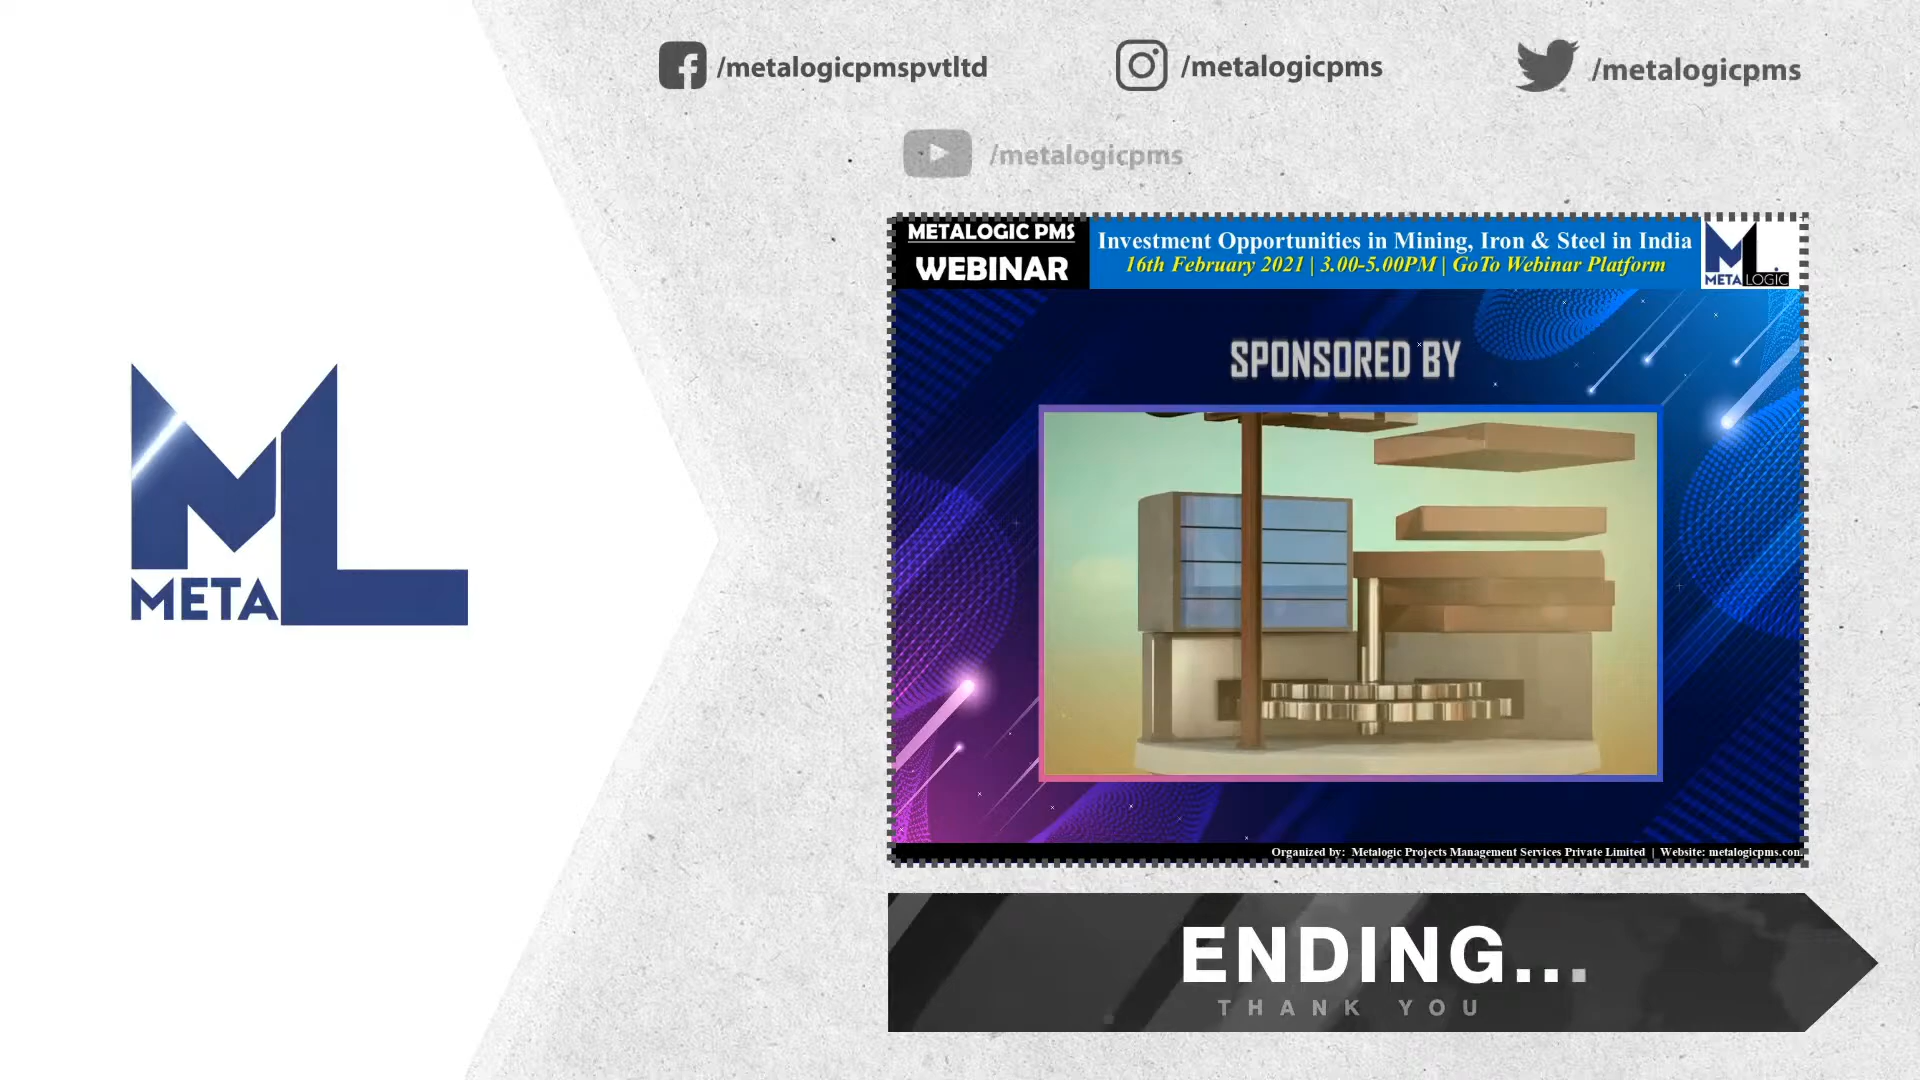 /metalogicpmspvtltd
/metalogicpms
/metalogicpms
/metalogicpms
METALOGIC PMS
WEBINAR
Investment Opportunities in Mining, Iron & Steel in India
16th February 2021 | 3.00-5.00PM | GoTo Webinar Platform
ML
META LOGIC
SPONSORED BY
ML
META
Organized by: Metalogic Projects Management Services Private Limited | Website: metalogicpms.com
ENDING...
THANK YOU